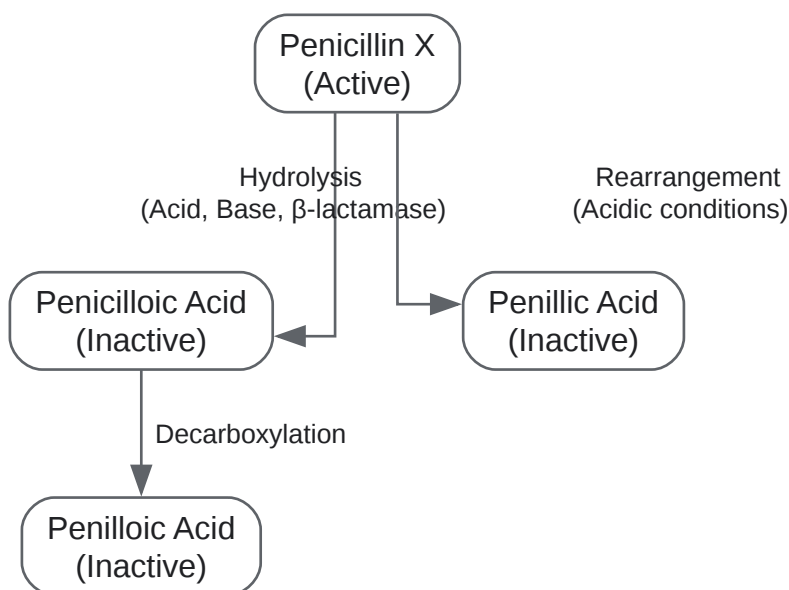 Penicillin X
(Active)
Hydrolysis
(Acid, Base, β-lactamase)
Rearrangement
(Acidic conditions)
Penicilloic Acid
(Inactive)
Penillic Acid
(Inactive)
Decarboxylation
Penilloic Acid
(Inactive)